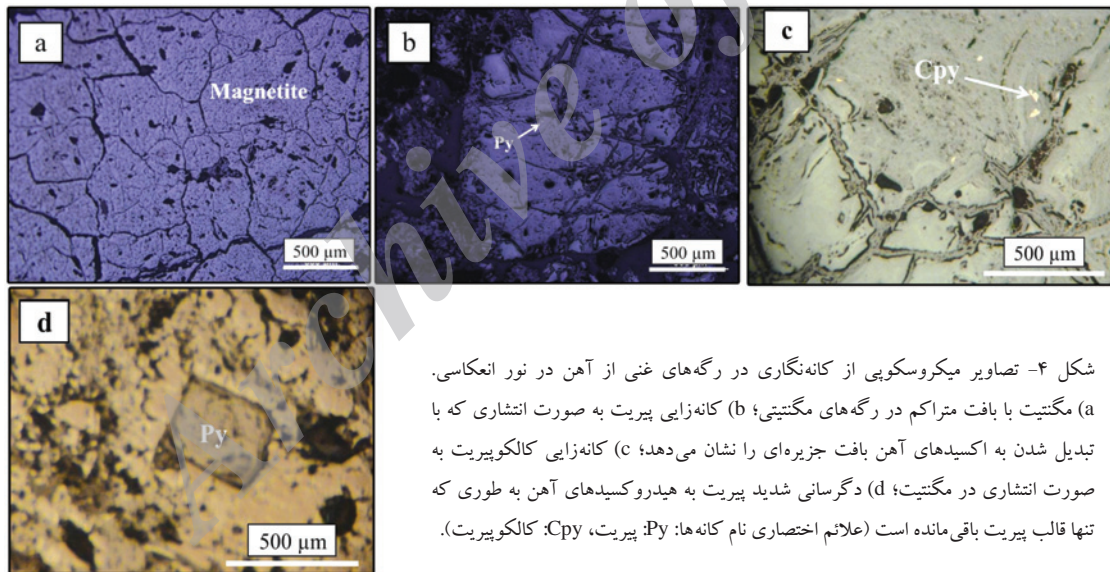 a
Magnetite
500 µm
b
Py
500 µm
c
Cpy
500 µm
d
Py
500 µm
شکل ۴- تصاویر میکروسکوپی از کانه‌نگاری در رگه‌های غنی از آهن در نور انعکاسی.
a) مگنتیت با بافت متراکم در رگه‌های مگنتیتی؛ b) کانه‌زایی پیریت به صورت انتشاری که با
تبدیل شدن به اکسیدهای آهن بافت جزیره‌ای را نشان می‌دهد؛ c) کانه‌زایی کالکوپیریت به
صورت انتشاری در مگنتیت؛ d) دگرسانی شدید پیریت به هیدروکسیدهای آهن به طوری که
تنها قالب پیریت باقی‌مانده است (علائم اختصاری نام کانه‌ها: Py: پیریت، Cpy: کالکوپیریت).
Archive of